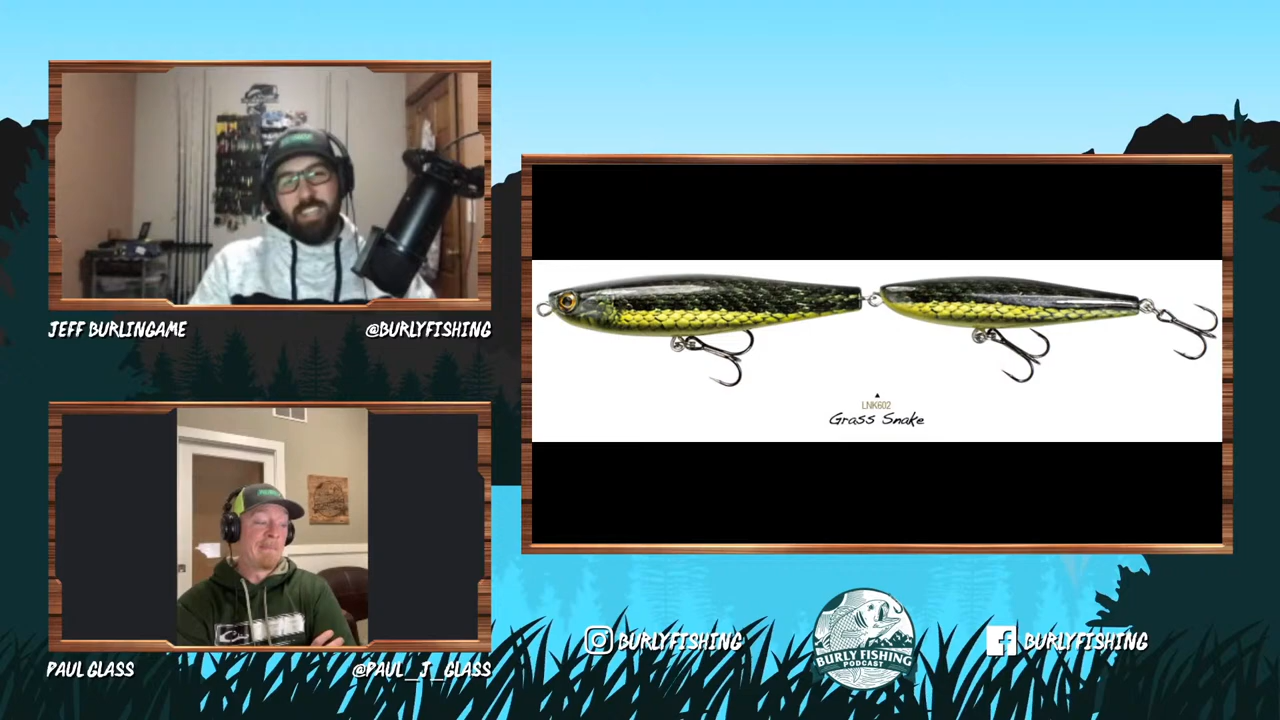 JEFF BURLINGAME
@BURLYFISHING
LNK602
Grass Snake
PAUL GLASS
@PAUL_J_GLASS
BURLYFISHING
BURLY FISHING
PODCAST
BURLYFISHING